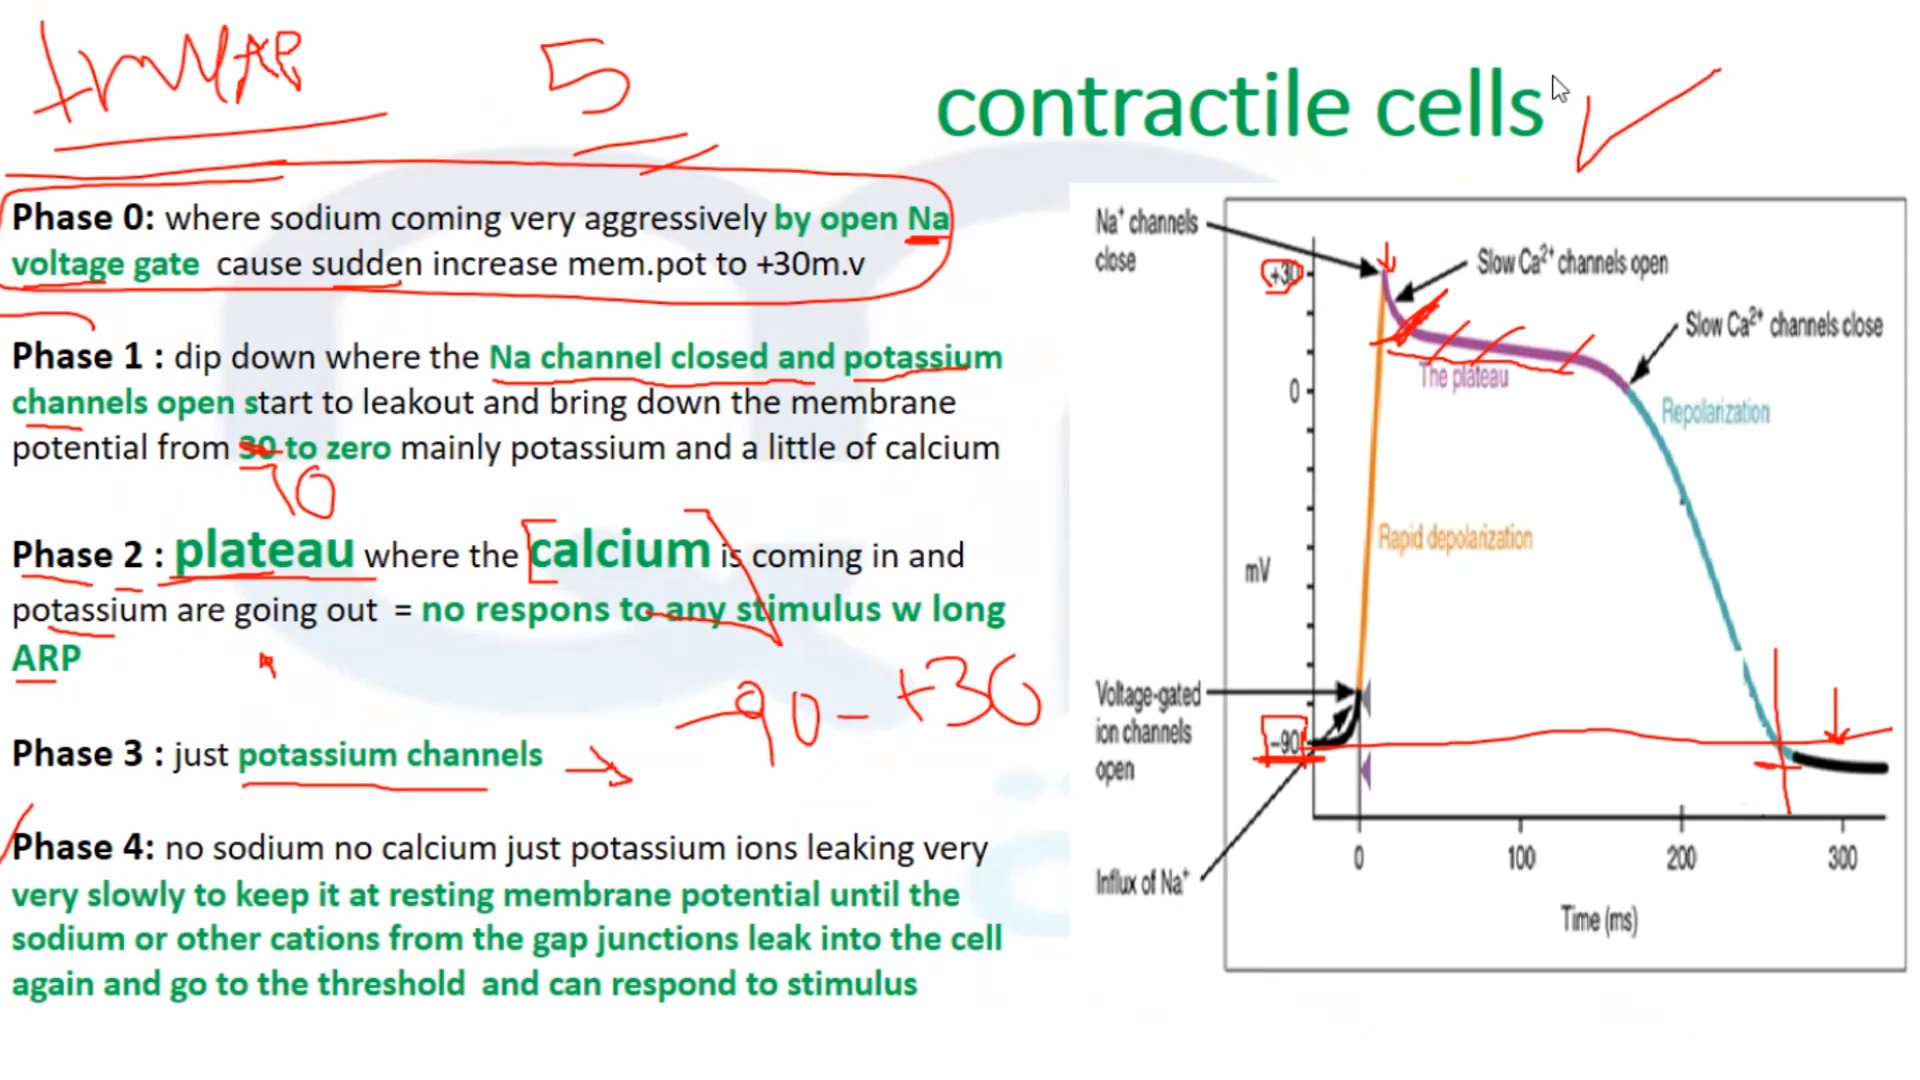 5
contractile cells
Phase 0: where sodium coming very aggressively by open Na
voltage gate cause sudden increase mem.pot to +30m.v
Phase 1 : dip down where the Na channel closed and potassium
channels open start to leakout and bring down the membrane
potential from 30 to zero mainly potassium and a little of calcium
10
Phase 2 : plateau where the calcium is coming in and
potassium are going out = no respons to any stimulus w long
ARP
-90 - +30
Phase 3 : just potassium channels
Phase 4: no sodium no calcium just potassium ions leaking very
very slowly to keep it at resting membrane potential until the
sodium or other cations from the gap junctions leak into the cell
again and go to the threshold and can respond to stimulus
Na+ channels
close
+30
Slow Ca2+ channels open
Slow Ca2+ channels close
The plateau
0
Repolarization
Rapid depolarization
mV
Voltage-gated
ion channels
open
-90
Influx of Na+
0 100 200 300
Time (ms)